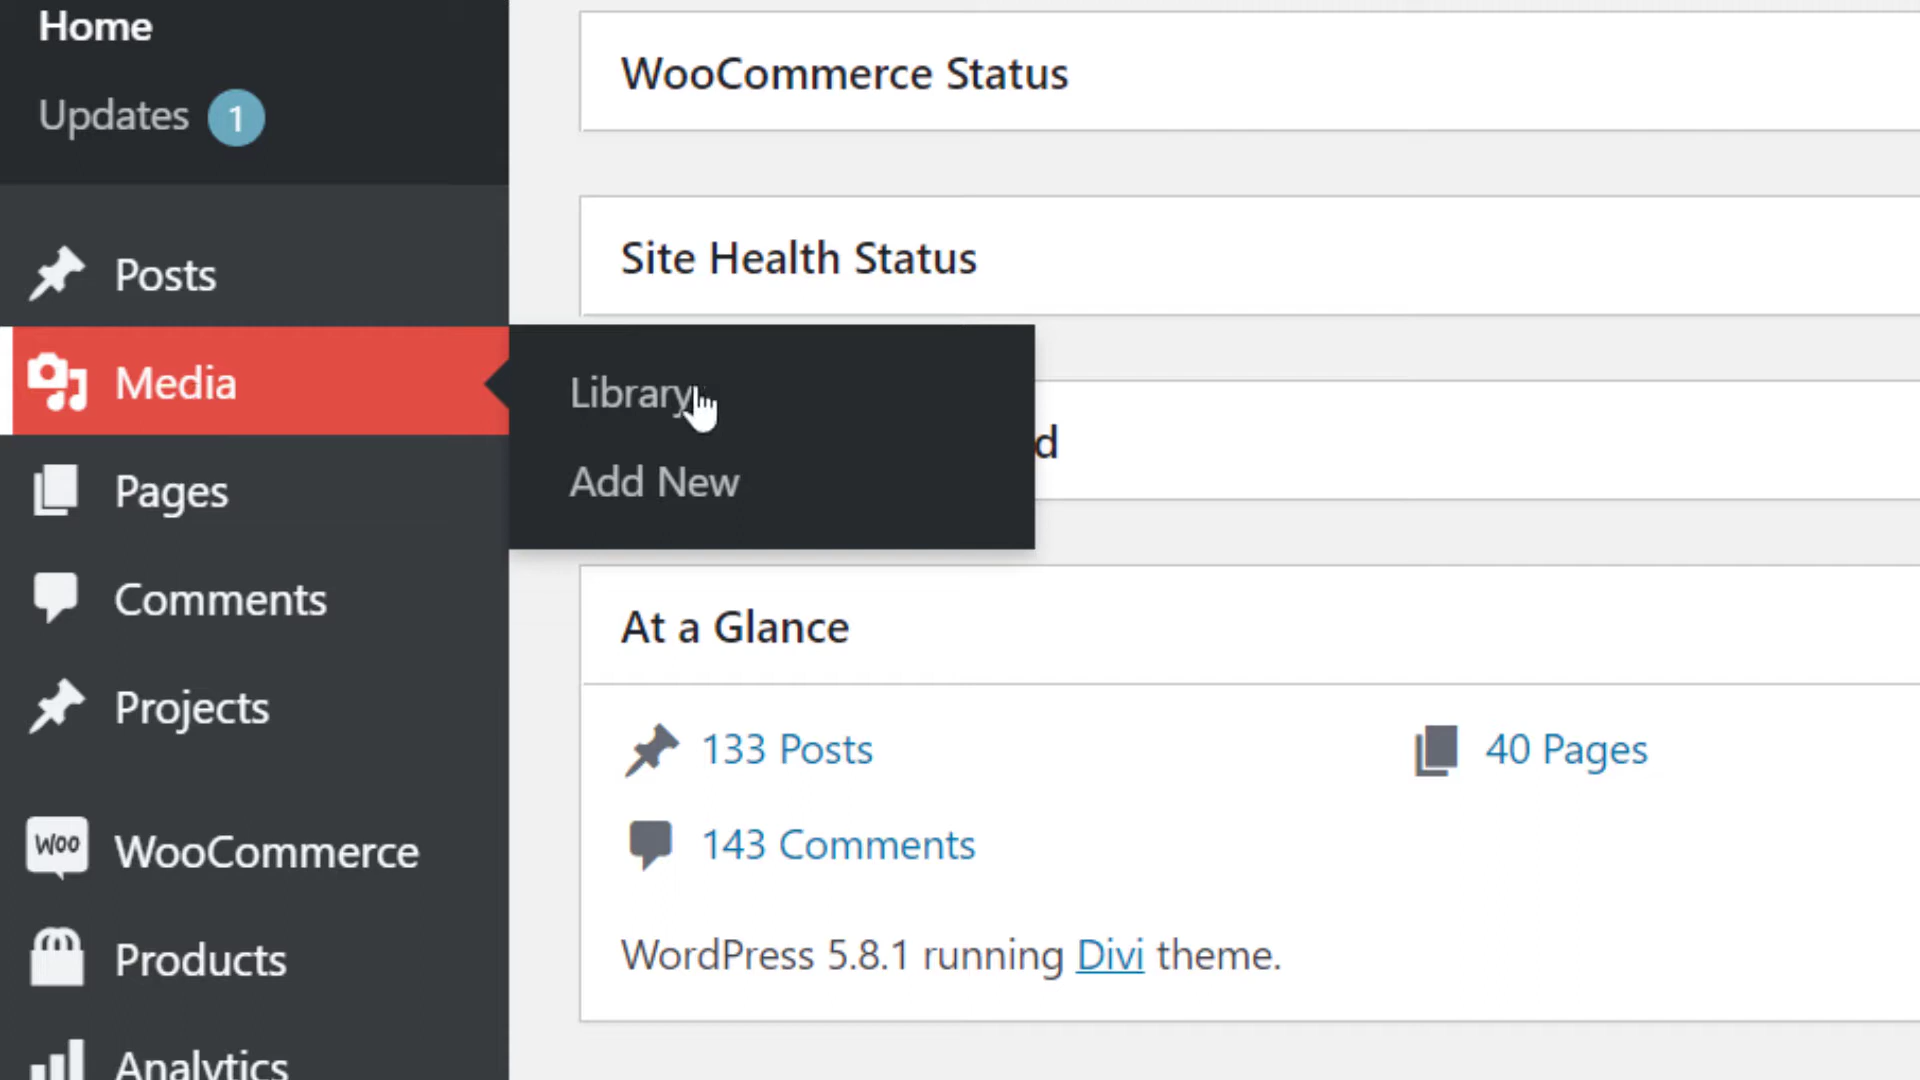 Home
Updates 1
Posts
Media
Pages
Comments
Projects
Woo WooCommerce
Products
Analytics
Library
Add New
WooCommerce Status
Site Health Status
d
At a Glance
133 Posts
40 Pages
143 Comments
WordPress 5.8.1 running Divi theme.